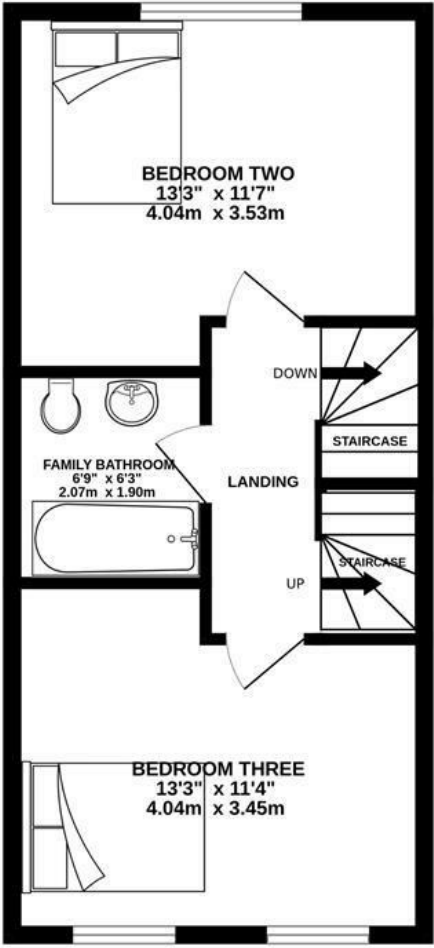 BEDROOM TWO
13'3" x 11'7"
4.04m x 3.53m
DOWN
STAIRCASE
FAMILY BATHROOM
6'9" x 6'3"
2.07m x 1.90m
LANDING
STAIRCASE
UP
BEDROOM THREE
13'3" x 11'4"
4.04m x 3.45m